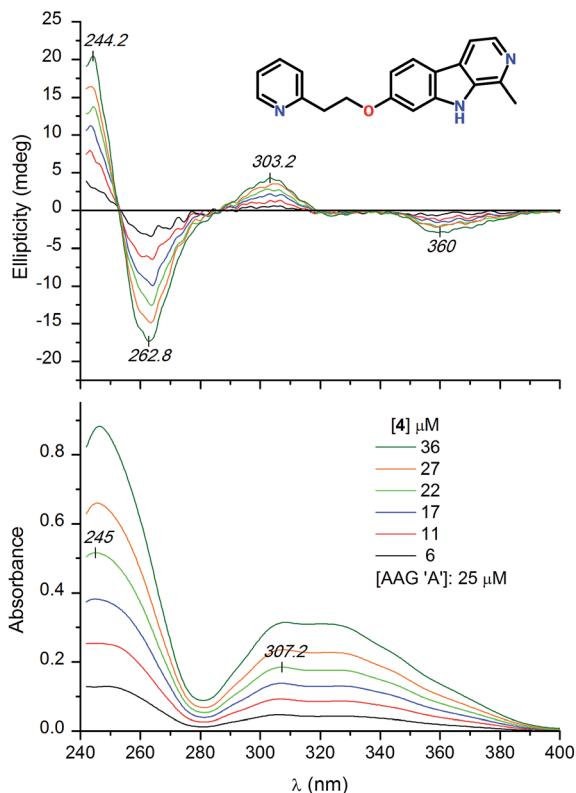 25
20
15
10
5
0
-5
-10
-15
-20
Ellipticity (mdeg)
244.2
262.8
303.2
360
N
O
N
H
N
0.8
0.6
0.4
0.2
0.0
Absorbance
245
307.2
[4] μM
36
27
22
17
11
6
[AAG 'A']: 25 μM
240 260 280 300 320 340 360 380 400
λ (nm)